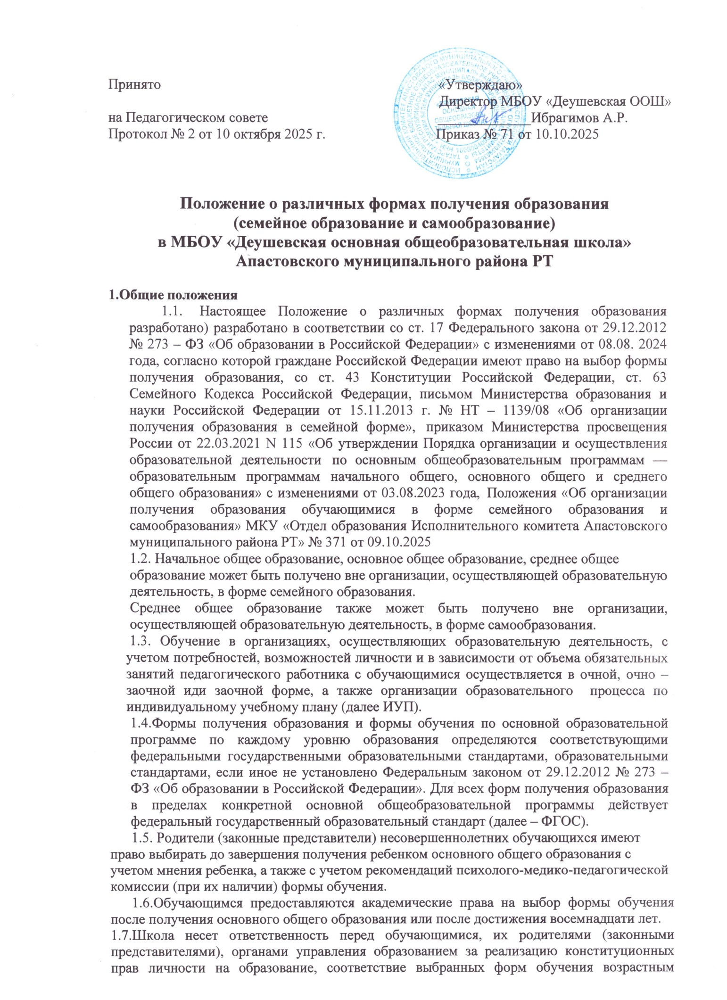 Принято «Утверждаю»
Директор МБОУ «Деушевская ООШ»
на Педагогическом совете ______________Ибрагимов А.Р.
Протокол № 2 от 10 октября 2025 г. Приказ № 71 от 10.10.2025
«ДЕУШЕВСКАЯ
ОСНОВНАЯ
ОБЩЕОБРАЗОВА
ТЕЛЬНАЯ ШКОЛА»
Положение о различных формах получения образования
(семейное образование и самообразование)
в МБОУ «Деушевская основная общеобразовательная школа»
Апастовского муниципального района РТ
1.Общие положения
1.1. Настоящее Положение о различных формах получения образования
разработано) разработано в соответствии со ст. 17 Федерального закона от 29.12.2012
№ 273 – ФЗ «Об образовании в Российской Федерации» с изменениями от 08.08. 2024
года, согласно которой граждане Российской Федерации имеют право на выбор формы
получения образования, со ст. 43 Конституции Российской Федерации, ст. 63
Семейного Кодекса Российской Федерации, письмом Министерства образования и
науки Российской Федерации от 15.11.2013 г. № НТ – 1139/08 «Об организации
получения образования в семейной форме», приказом Министерства просвещения
России от 22.03.2021 N 115 «Об утверждении Порядка организации и осуществления
образовательной деятельности по основным общеобразовательным программам —
образовательным программам начального общего, основного общего и среднего
общего образования» с изменениями от 03.08.2023 года, Положения «Об организации
получения образования обучающимися в форме семейного образования и
самообразования» МКУ «Отдел образования Исполнительного комитета Апастовского
муниципального района РТ» № 371 от 09.10.2025
1.2. Начальное общее образование, основное общее образование, среднее общее
образование может быть получено вне организации, осуществляющей образовательную
деятельность, в форме семейного образования.
Среднее общее образование также может быть получено вне организации,
осуществляющей образовательную деятельность, в форме самообразования.
1.3. Обучение в организациях, осуществляющих образовательную деятельность, с
учетом потребностей, возможностей личности и в зависимости от объема обязательных
занятий педагогического работника с обучающимися осуществляется в очной, очно –
заочной иди заочной форме, а также организации образовательного процесса по
индивидуальному учебному плану (далее ИУП).
1.4.Формы получения образования и формы обучения по основной образовательной
программе по каждому уровню образования определяются соответствующими
федеральными государственными образовательными стандартами, образовательными
стандартами, если иное не установлено Федеральным законом от 29.12.2012 № 273 –
ФЗ «Об образовании в Российской Федерации». Для всех форм получения образования
в пределах конкретной основной общеобразовательной программы действует
федеральный государственный образовательный стандарт (далее – ФГОС).
1.5. Родители (законные представители) несовершеннолетних обучающихся имеют
право выбирать до завершения получения ребенком основного общего образования с
учетом мнения ребенка, а также с учетом рекомендаций психолого-медико-педагогической
комиссии (при их наличии) формы обучения.
1.6.Обучающимся предоставляются академические права на выбор формы обучения
после получения основного общего образования или после достижения восемнадцати лет.
1.7.Школа несет ответственность перед обучающимися, их родителями (законными
представителями), органами управления образованием за реализацию конституционных
прав личности на образование, соответствие выбранных форм обучения возрастным